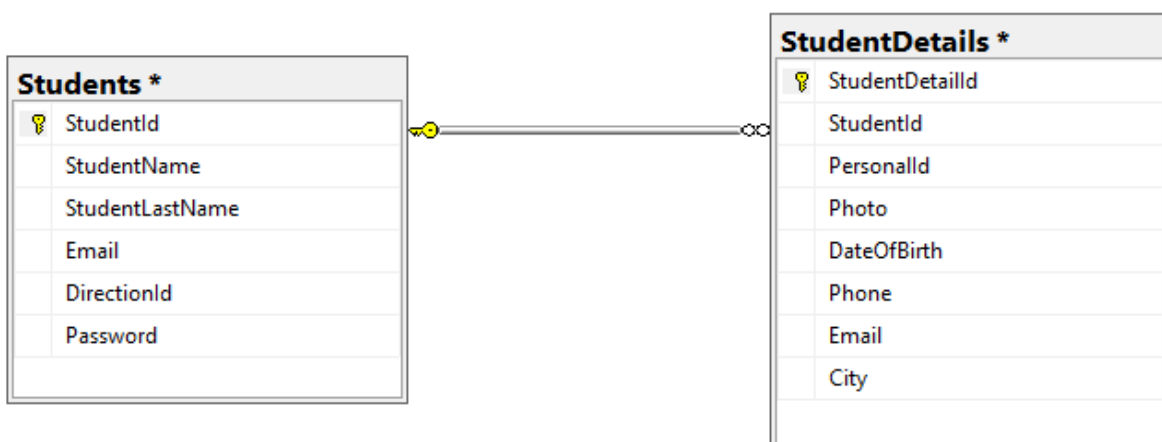 Students *
StudentId
StudentName
StudentLastName
Email
DirectionId
Password
StudentDetails *
StudentDetailId
StudentId
PersonalId
Photo
DateOfBirth
Phone
Email
City